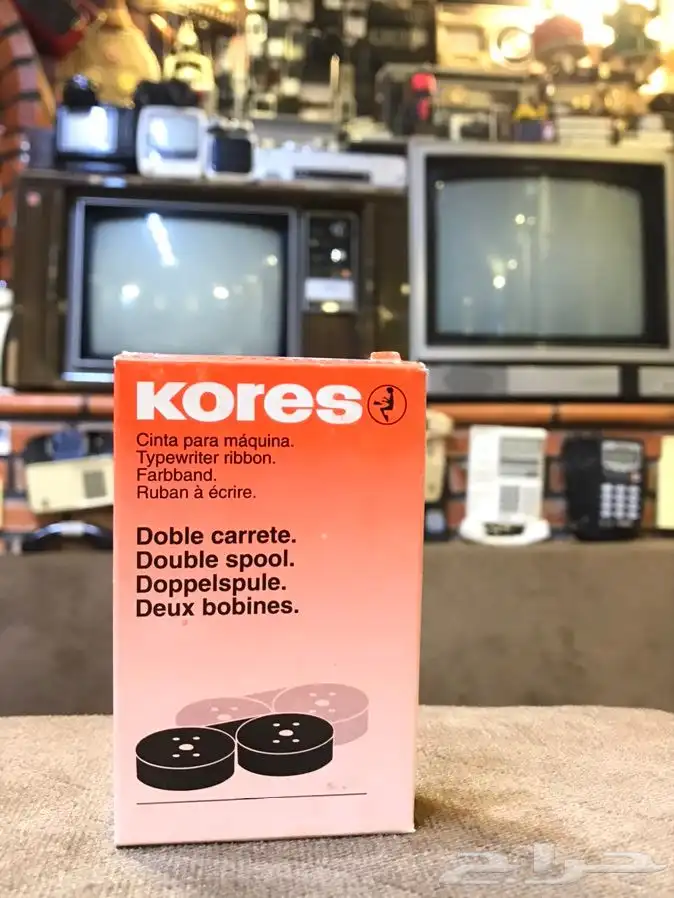 Kores
Cinta para máquina.
Typewriter ribbon.
Farbband.
Ruban à écrire.
Doble carrete.
Double spool.
Doppelspule.
Deux bobines.
حراج